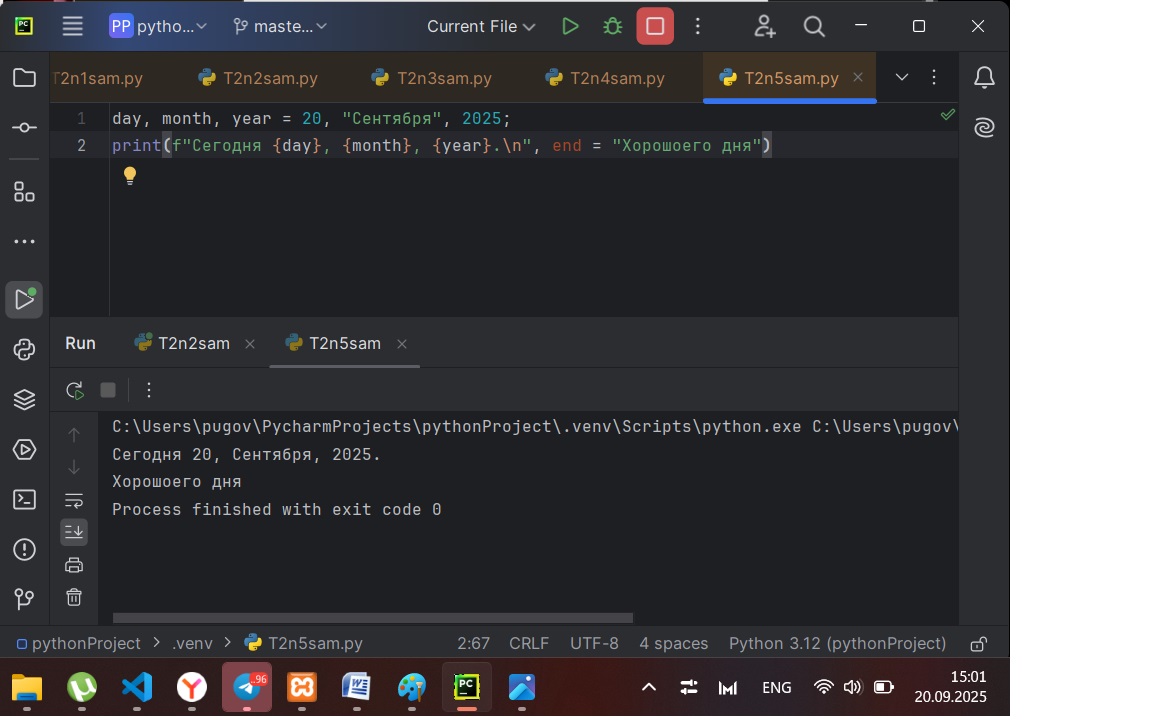 PC PP pytho... maste... Current File
T2n1sam.py T2n2sam.py T2n3sam.py T2n4sam.py T2n5sam.py
1 day, month, year = 20, "Сентября", 2025;
2 print(f"Сегодня {day}, {month}, {year}.\n", end = "Хорошоего дня")
Run T2n2sam T2n5sam
C:\Users\pugov\PycharmProjects\pythonProject\.venv\Scripts\python.exe C:\Users\pugov\
Сегодня 20, Сентября, 2025.
Хорошоего дня
Process finished with exit code 0
pythonProject > .venv > T2n5sam.py 2:67 CRLF UTF-8 4 spaces Python 3.12 (pythonProject)
..96 PC ENG 15:01
20.09.2025